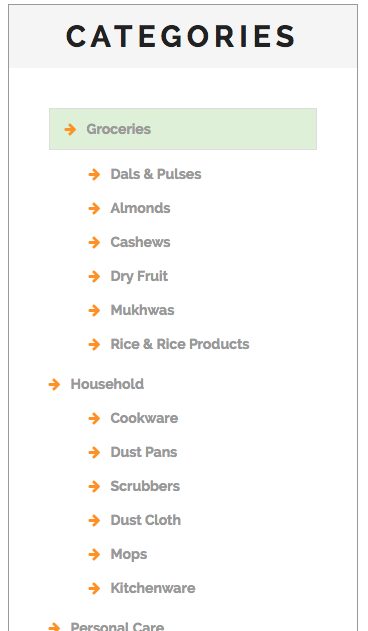 CATEGORIES
Groceries
Dals & Pulses
Almonds
Cashews
Dry Fruit
Mukhwas
Rice & Rice Products
Household
Cookware
Dust Pans
Scrubbers
Dust Cloth
Mops
Kitchenware
Personal Care